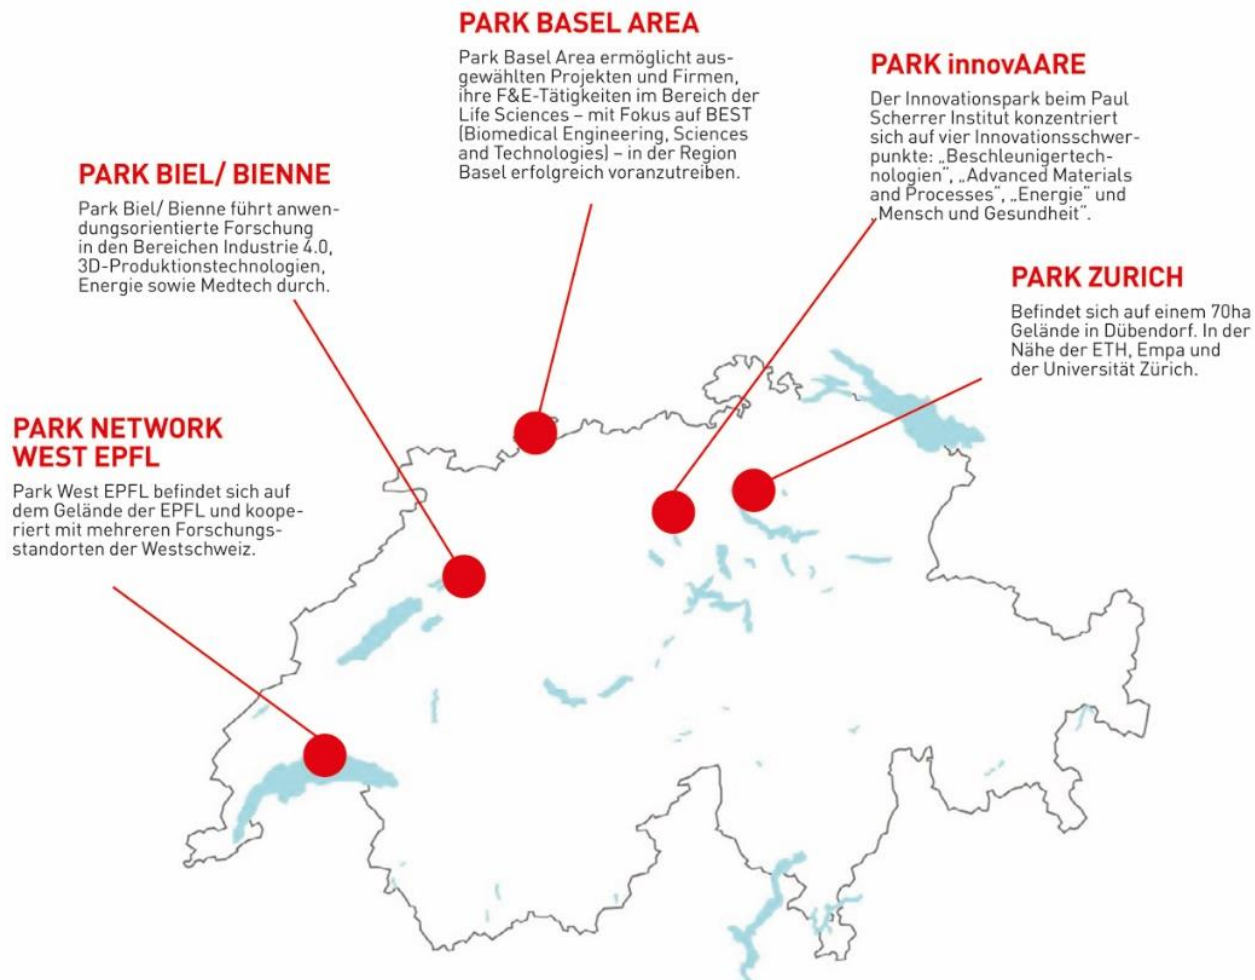 PARK BASEL AREA
Park Basel Area ermöglicht aus-
gewählten Projekten und Firmen,
ihre F&E-Tätigkeiten im Bereich der
Life Sciences – mit Fokus auf BEST
(Biomedical Engineering, Sciences
and Technologies) – in der Region
Basel erfolgreich voranzutreiben.
PARK innovAARE
Der Innovationspark beim Paul
Scherrer Institut konzentriert
sich auf vier Innovationsschwer-
punkte: „Beschleunigertech-
nologien“, „Advanced Materials
and Processes“, „Energie“ und
„Mensch und Gesundheit“.
PARK BIEL/ BIENNE
Park Biel/ Bienne führt anwen-
dungsorientierte Forschung
in den Bereichen Industrie 4.0,
3D-Produktionstechnologien,
Energie sowie Medtech durch.
PARK ZURICH
Befindet sich auf einem 70ha
Gelände in Dübendorf. In der
Nähe der ETH, Empa und
der Universität Zürich.
PARK NETWORK
WEST EPFL
Park West EPFL befindet sich auf
dem Gelände der EPFL und koope-
riert mit mehreren Forschungs-
standorten der Westschweiz.